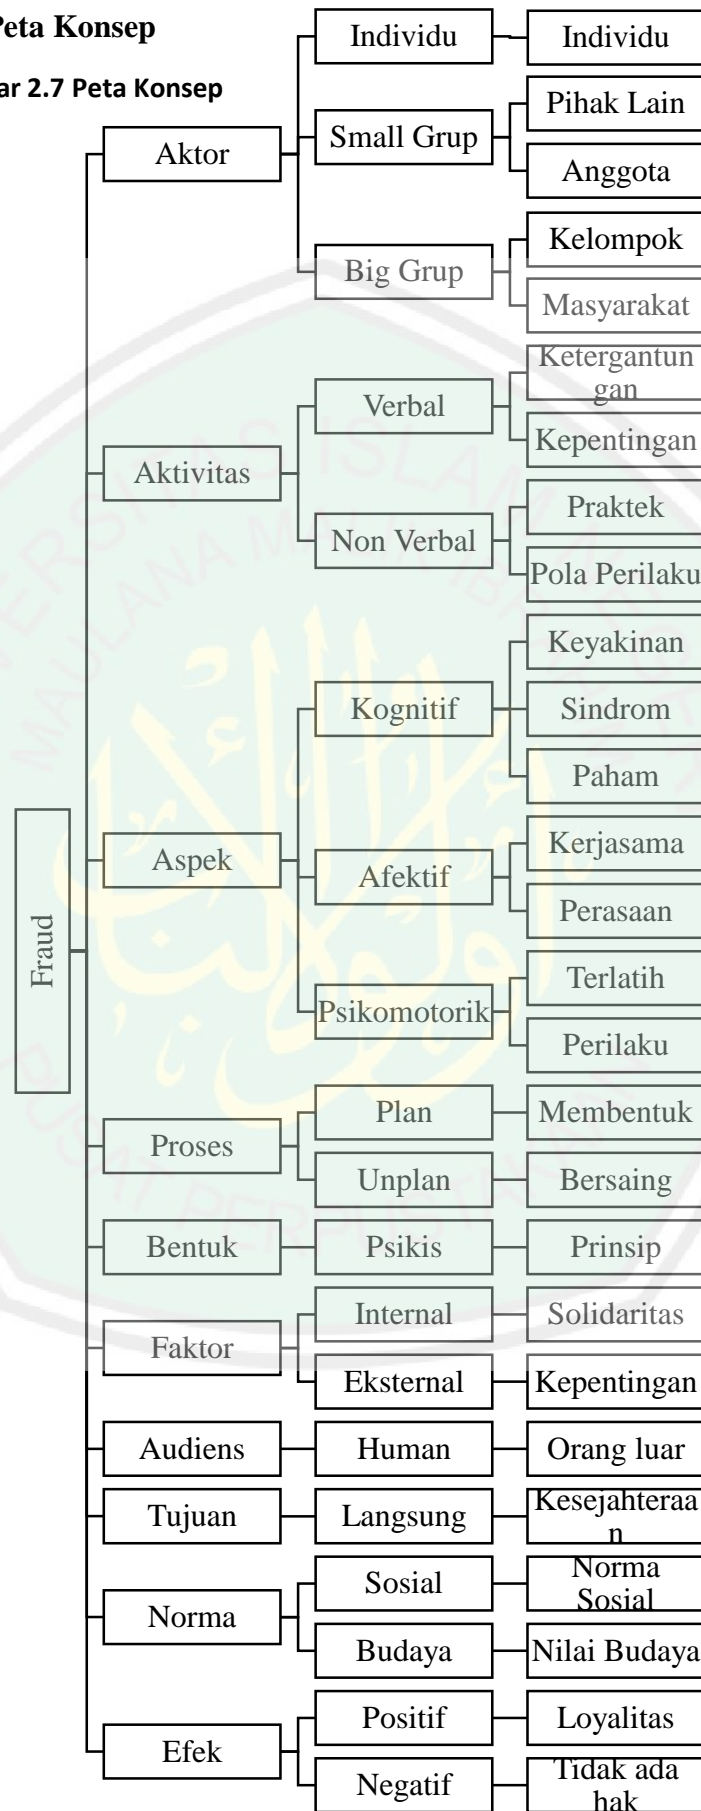 Peta Konsep
ar 2.7 Peta Konsep
Fraud
Aktor
Individu
Individu
Small Grup
Pihak Lain
Anggota
Big Grup
Kelompok
Masyarakat
Aktivitas
Verbal
Ketergantun
gan
Kepentingan
Non Verbal
Praktek
Pola Perilaku
Aspek
Kognitif
Keyakinan
Sindrom
Paham
Afektif
Kerjasama
Perasaan
Psikomotorik
Terlatih
Perilaku
Proses
Plan
Membentuk
Unplan
Bersaing
Bentuk
Psikis
Prinsip
Faktor
Internal
Solidaritas
Eksternal
Kepentingan
Audiens
Human
Orang luar
Tujuan
Langsung
Kesejahteraa
n
Norma
Sosial
Norma
Sosial
Budaya
Nilai Budaya
Efek
Positif
Loyalitas
Negatif
Tidak ada
hak
PUSAT PERPUSTAKAAN